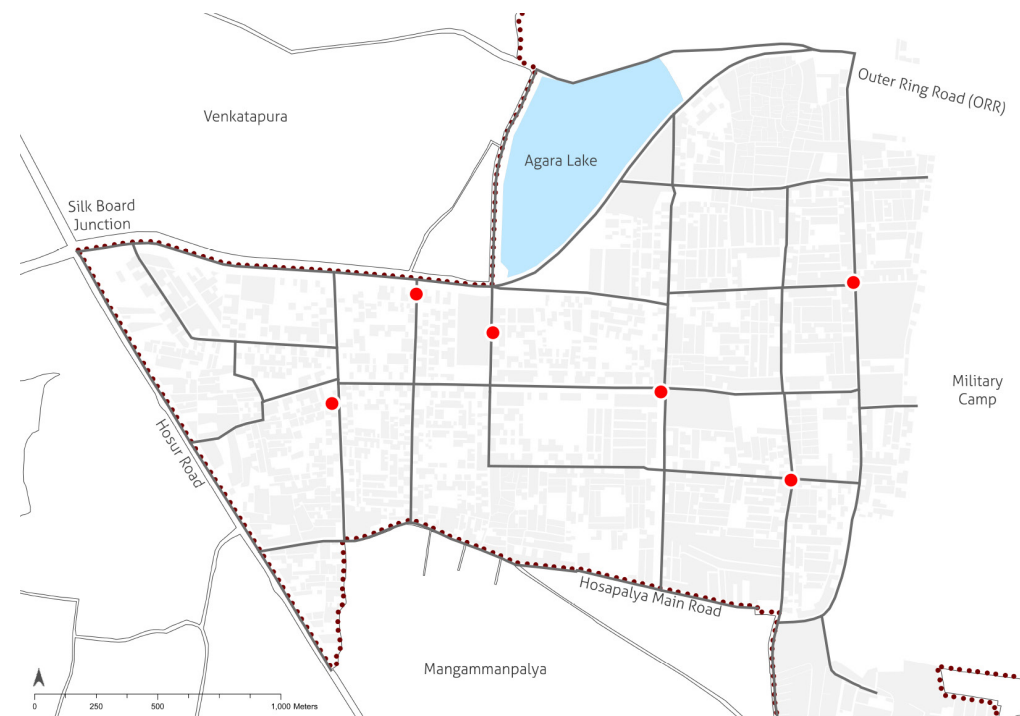 Outer Ring Road (ORR)
Venkatapura
Agara Lake
Silk Board
Junction
Military
Camp
Hosur Road
Hosapalya Main Road
Mangammanpalya
0 250 500 1,000 Meters